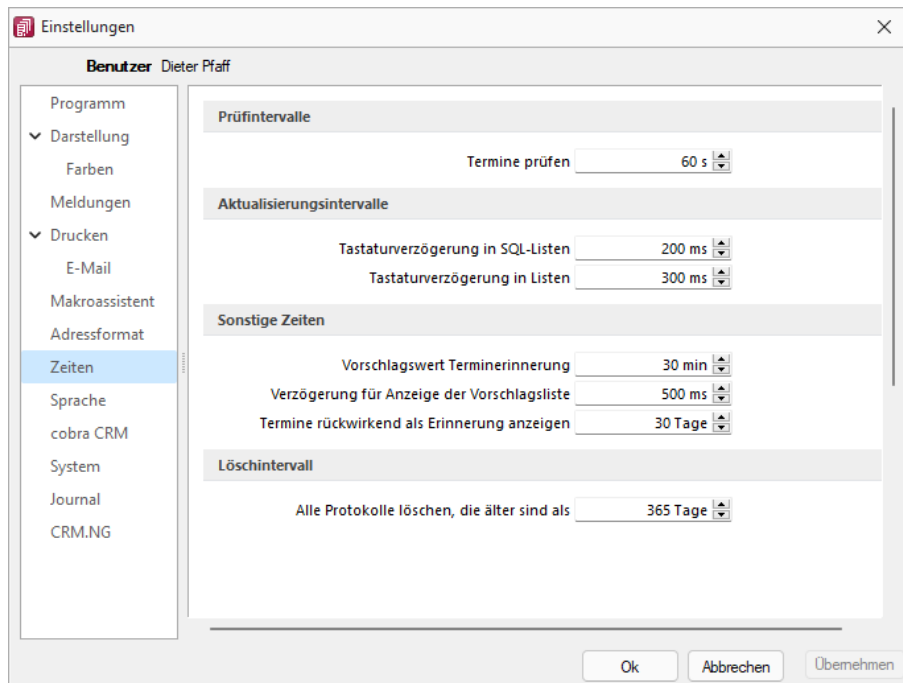 Einstellungen
Benutzer Dieter Pfaff
Programm
Darstellung
Farben
Meldungen
Drucken
E-Mail
Makroassistent
Adressformat
Zeiten
Sprache
cobra CRM
System
Journal
CRM.NG
Prüfintervalle
Termine prüfen 60 s
Aktualisierungsintervalle
Tastaturverzögerung in SQL-Listen 200 ms
Tastaturverzögerung in Listen 300 ms
Sonstige Zeiten
Vorschlagswert Terminerinnerung 30 min
Verzögerung für Anzeige der Vorschlagsliste 500 ms
Termine rückwirkend als Erinnerung anzeigen 30 Tage
Löschintervall
Alle Protokolle löschen, die älter sind als 365 Tage
Ok Abbrechen Übernehmen